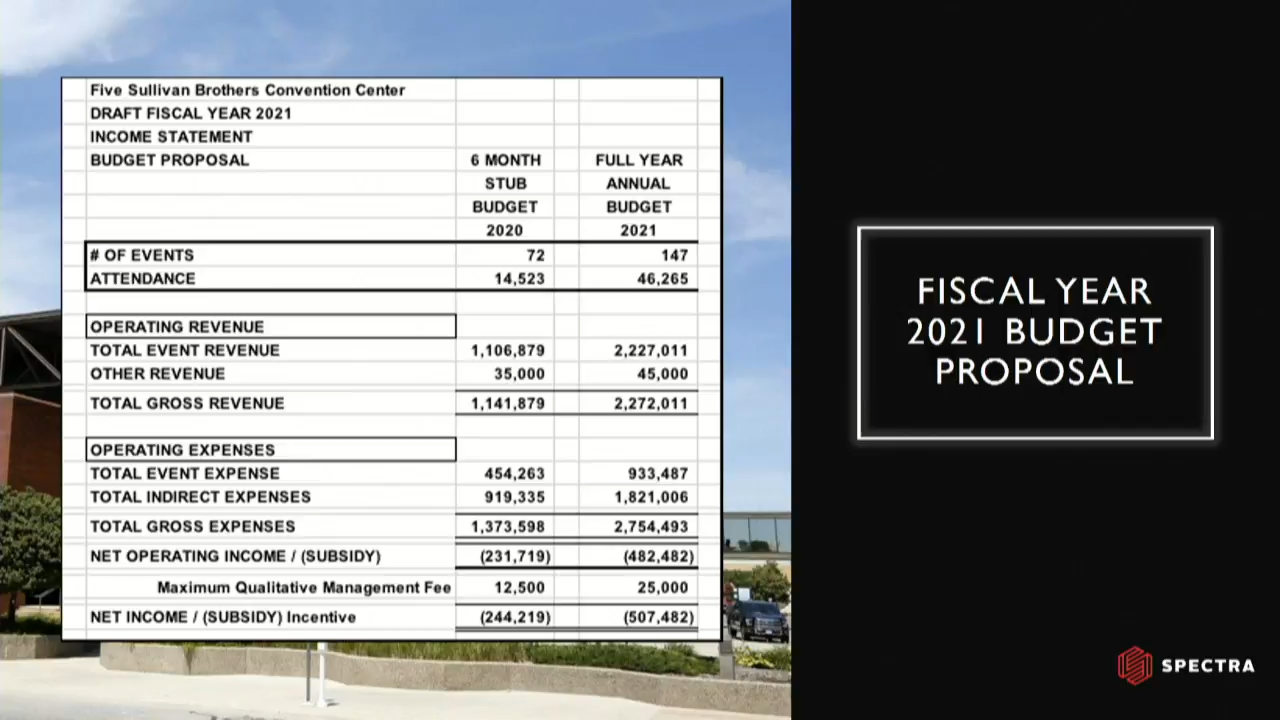 Five Sullivan Brothers Convention Center
DRAFT FISCAL YEAR 2021
INCOME STATEMENT
BUDGET PROPOSAL 6 MONTH FULL YEAR
STUB ANNUAL
BUDGET BUDGET
2020 2021
# OF EVENTS 72 147
ATTENDANCE 14,523 46,265
OPERATING REVENUE
TOTAL EVENT REVENUE 1,106,879 2,227,011
OTHER REVENUE 35,000 45,000
TOTAL GROSS REVENUE 1,141,879 2,272,011
OPERATING EXPENSES
TOTAL EVENT EXPENSE 454,263 933,487
TOTAL INDIRECT EXPENSES 919,335 1,821,006
TOTAL GROSS EXPENSES 1,373,598 2,754,493
NET OPERATING INCOME / (SUBSIDY) (231,719) (482,482)
Maximum Qualitative Management Fee 12,500 25,000
NET INCOME / (SUBSIDY) Incentive (244,219) (507,482)
FISCAL YEAR
2021 BUDGET
PROPOSAL
SPECTRA